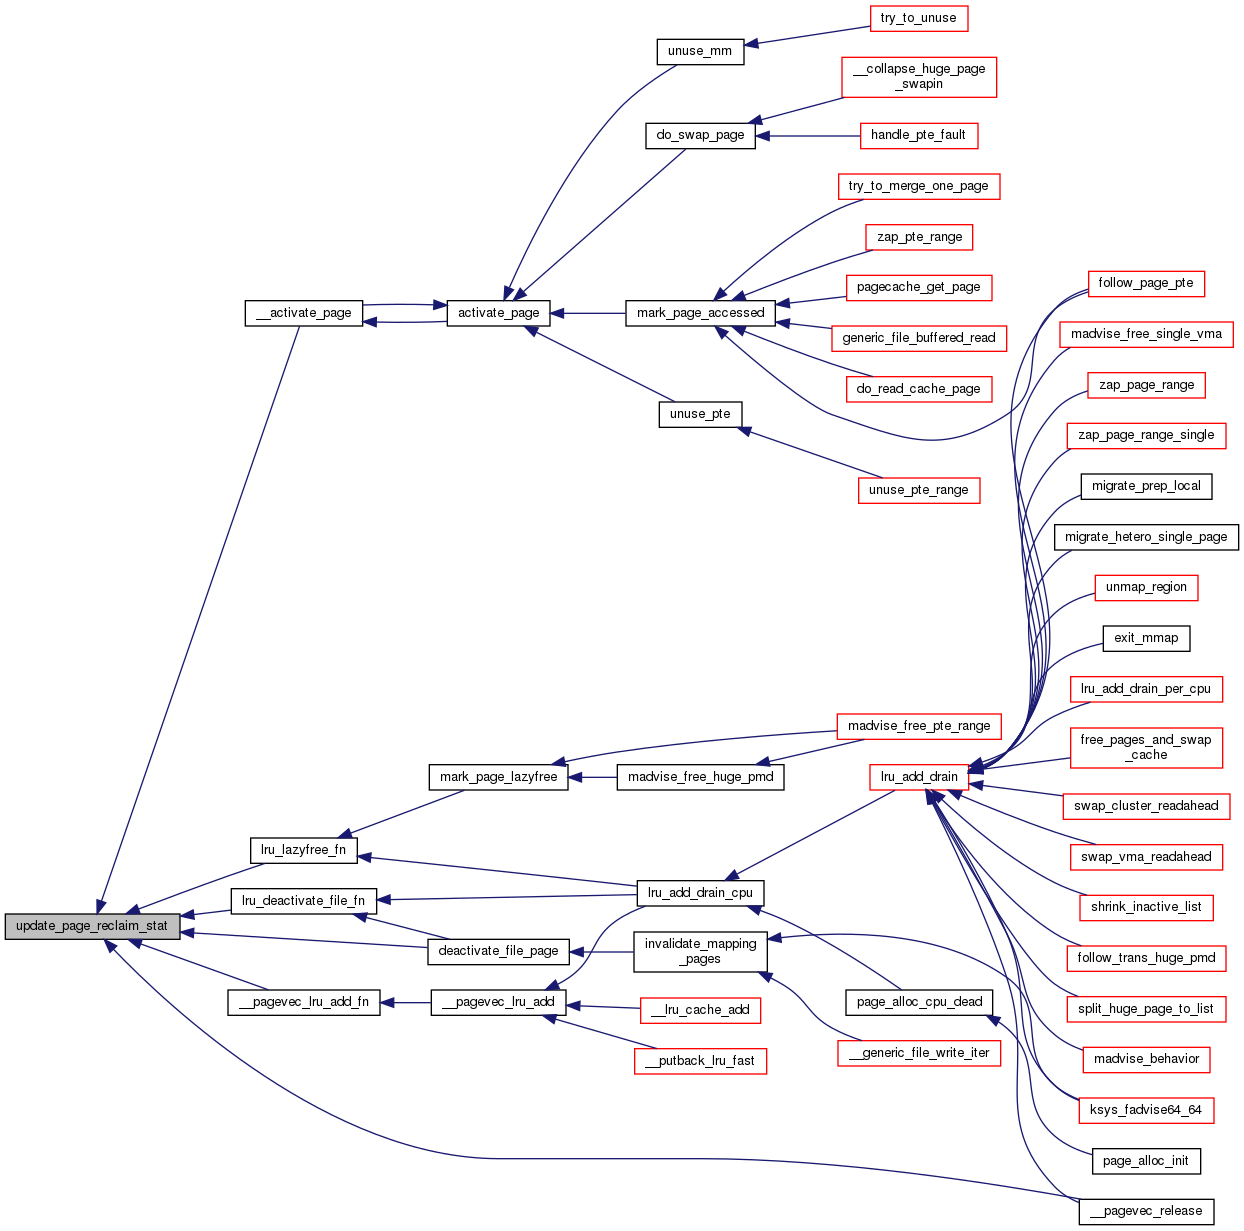 try_to_unuse
unuse_mm
__collapse_huge_page
_swapin
do_swap_page
handle_pte_fault
try_to_merge_one_page
zap_pte_range
pagecache_get_page
follow_page_pte
__activate_page
activate_page
mark_page_accessed
generic_file_buffered_read
madvise_free_single_vma
do_read_cache_page
zap_page_range
unuse_pte
zap_page_range_single
unuse_pte_range
migrate_prep_local
migrate_hetero_single_page
unmap_region
exit_mmap
lru_add_drain_per_cpu
madvise_free_pte_range
free_pages_and_swap
_cache
mark_page_lazyfree
madvise_free_huge_pmd
lru_add_drain
swap_cluster_readahead
lru_lazyfree_fn
swap_vma_readahead
lru_deactivate_file_fn
lru_add_drain_cpu
shrink_inactive_list
update_page_reclaim_stat
deactivate_file_page
invalidate_mapping
_pages
follow_trans_huge_pmd
__pagevec_lru_add_fn
__pagevec_lru_add
__lru_cache_add
page_alloc_cpu_dead
split_huge_page_to_list
__putback_lru_fast
__generic_file_write_iter
madvise_behavior
ksys_fadvise64_64
page_alloc_init
__pagevec_release